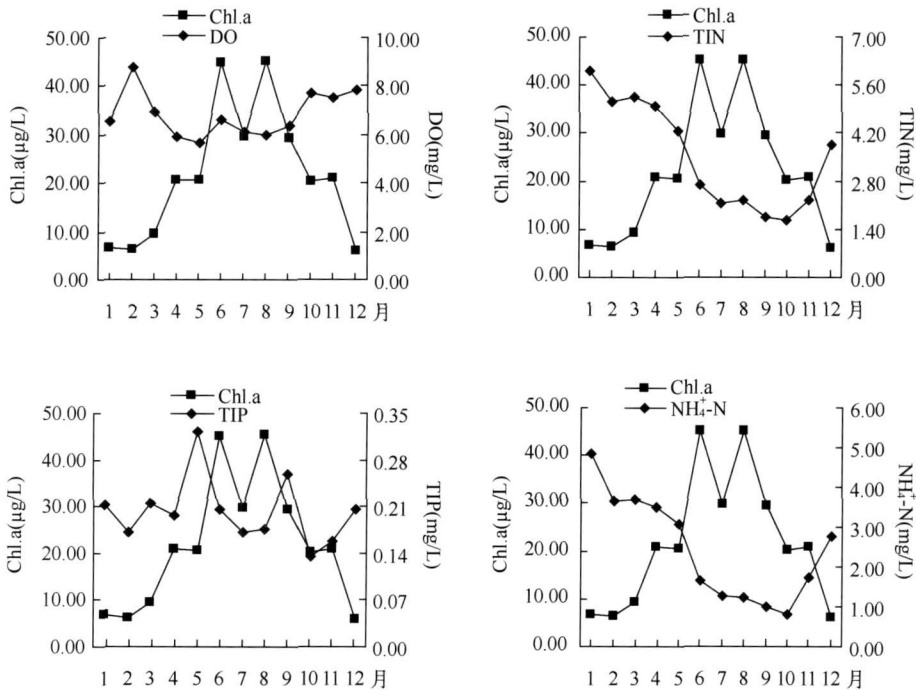 Chl.a
DO
50.00
40.00
30.00
20.00
10.00
0.00
Chl.a(μg/L)
10.00
8.00
6.00
4.00
2.00
0.00
DO(mg/L)
1 2 3 4 5 6 7 8 9 10 11 12 月
Chl.a
TIN
50.00
40.00
30.00
20.00
10.00
0.00
Chl.a(μg/L)
7.00
5.60
4.20
2.80
1.40
0.00
TIN(mg/L)
1 2 3 4 5 6 7 8 9 10 11 12 月
Chl.a
TIP
50.00
40.00
30.00
20.00
10.00
0.00
Chl.a(μg/L)
0.35
0.28
0.21
0.14
0.07
0.00
TIP(mg/L)
1 2 3 4 5 6 7 8 9 10 11 12 月
Chl.a
NH₄⁺-N
50.00
40.00
30.00
20.00
10.00
0.00
Chl.a(μg/L)
6.00
5.00
4.00
3.00
2.00
1.00
0.00
NH₄⁺-N(mg/L)
1 2 3 4 5 6 7 8 9 10 11 12 月